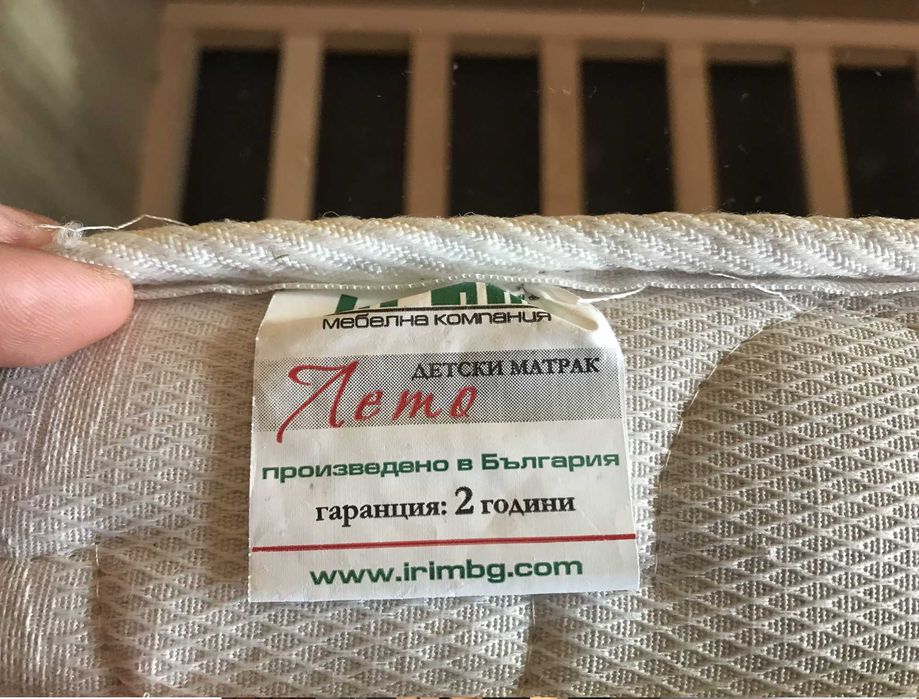 мебелна компания
ДЕТСКИ МАТРАК
Лето
произведено в България
гаранция: 2 години
www.irimbg.com